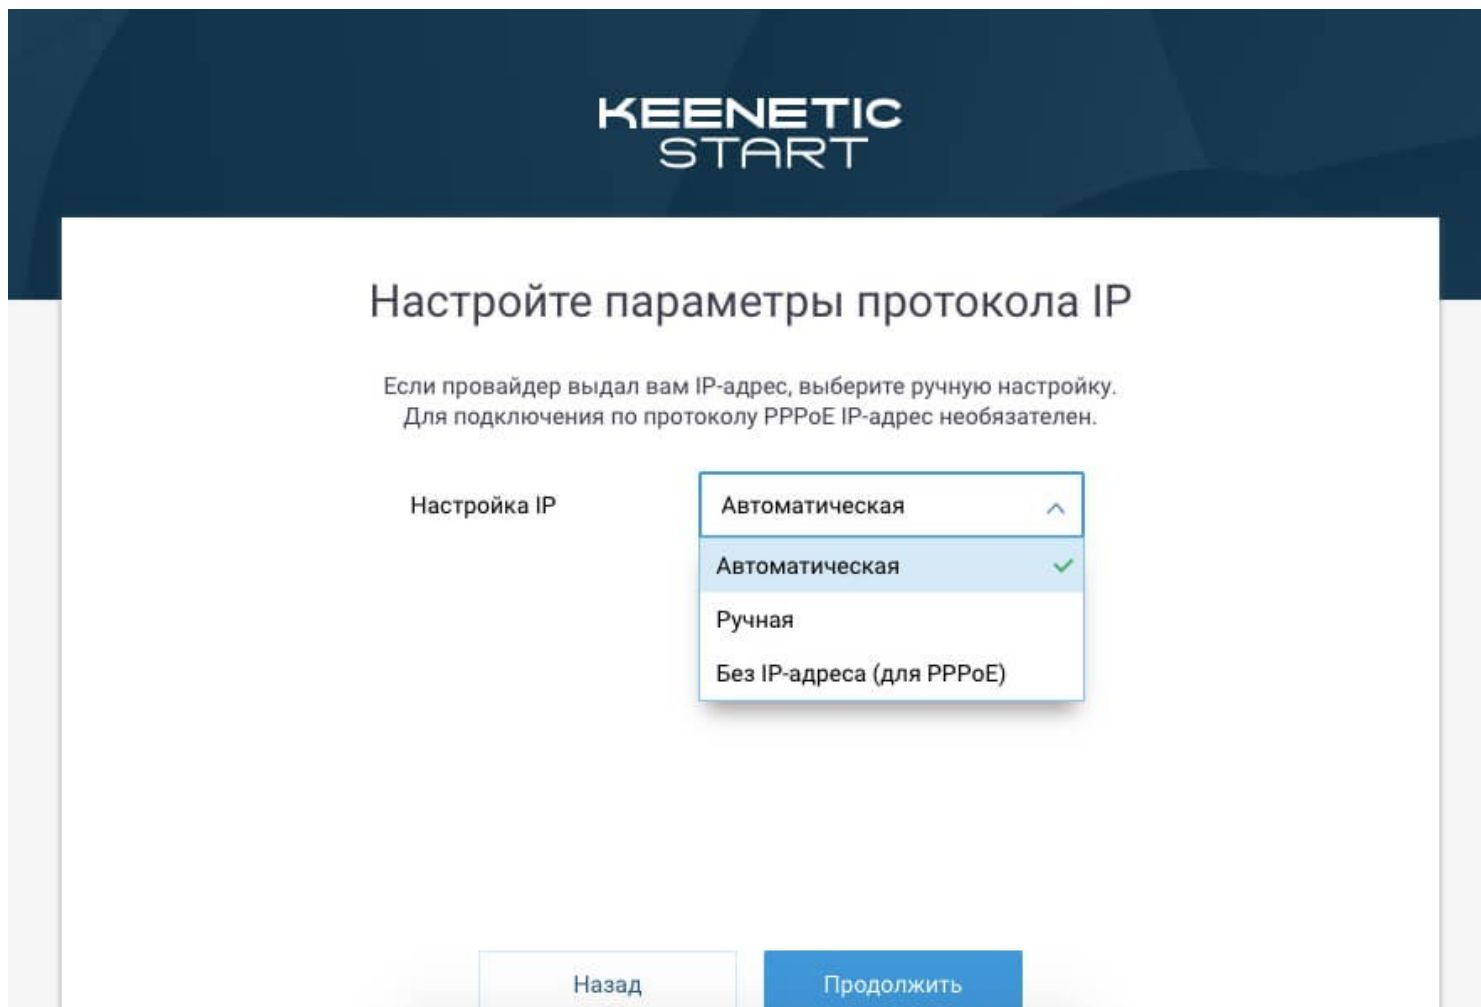 KEENETIC
START
Настройте параметры протокола IP
Если провайдер выдал вам IP-адрес, выберите ручную настройку.
Для подключения по протоколу PPPoE IP-адрес необязателен.
Настройка IP
Автоматическая
Автоматическая
Ручная
Без IP-адреса (для PPPoE)
Назад
Продолжить